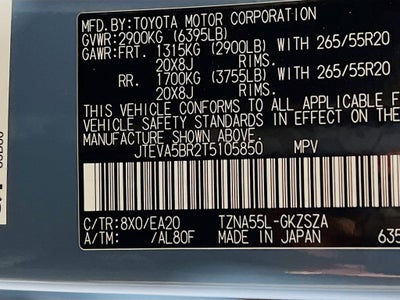 MFD.BY:TOYOTA MOTOR CORPORATION
GVWR:2900KG (6395LB)
GAWR:FRT. 1315KG (2900LB) WITH 265/55R20
20X8J RIMS.
RR. 1700KG (3755LB) WITH 265/55R20
20X8J RIMS.
THIS VEHICLE CONFORMS TO ALL APPLICABLE
VEHICLE SAFETY STANDARDS IN EFFECT ON THE
MANUFACTURE SHOWN ABOVE.
JTEVA5BR2T5105850 MPV
C/TR:8X0/EA20 TZNA55L-GKZSZA
A/TM: /AL80F MADE IN JAPAN 635